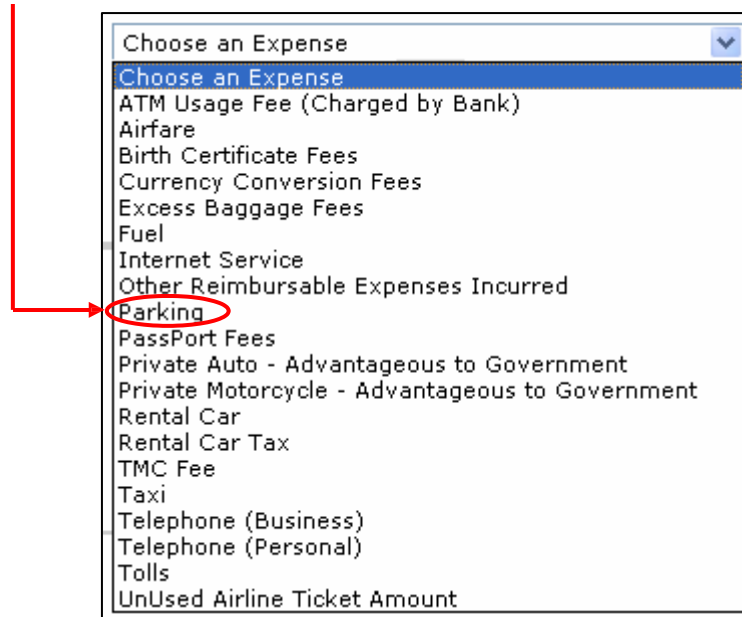 Choose an Expense
Choose an Expense
ATM Usage Fee (Charged by Bank)
Airfare
Birth Certificate Fees
Currency Conversion Fees
Excess Baggage Fees
Fuel
Internet Service
Other Reimbursable Expenses Incurred
Parking
PassPort Fees
Private Auto - Advantageous to Government
Private Motorcycle - Advantageous to Government
Rental Car
Rental Car Tax
TMC Fee
Taxi
Telephone (Business)
Telephone (Personal)
Tolls
UnUsed Airline Ticket Amount